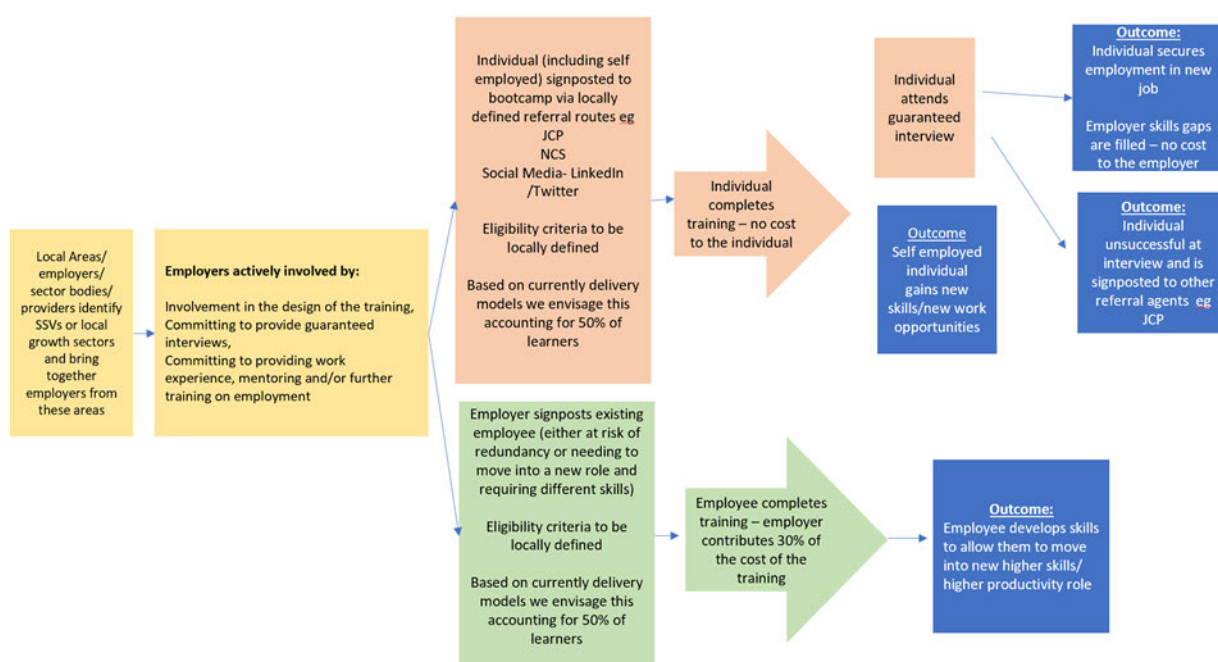 Local Areas/
employers/
sector bodies/
providers identify
SSVs or local
growth sectors
and bring
together
employers from
these areas
Employers actively involved by:
Involvement in the design of the training,
Committing to provide guaranteed
interviews,
Committing to providing work
experience, mentoring and/or further
training on employment
Individual (including self
employed) signposted to
bootcamp via locally
defined referral routes eg
JCP
NCS
Social Media- LinkedIn
/Twitter
Eligibility criteria to be
locally defined
Based on currently delivery
models we envisage this
accounting for 50% of
learners
Individual
completes
training – no cost
to the individual
Individual
attends
guaranteed
interview
Outcome
Self employed
individual
gains new
skills/new work
opportunities
Outcome:
Individual secures
employment in new
job
Employer skills gaps
are filled – no cost
to the employer
Outcome:
Individual
unsuccessful at
interview and is
signposted to other
referral agents eg
JCP
Employer signposts existing
employee (either at risk of
redundancy or needing to
move into a new role and
requiring different skills)
Eligibility criteria to be
locally defined
Based on currently delivery
models we envisage this
accounting for 50% of
learners
Employee completes
training – employer
contributes 30% of
the cost of the
training
Outcome:
Employee develops skills
to allow them to move
into new higher skills/
higher productivity role